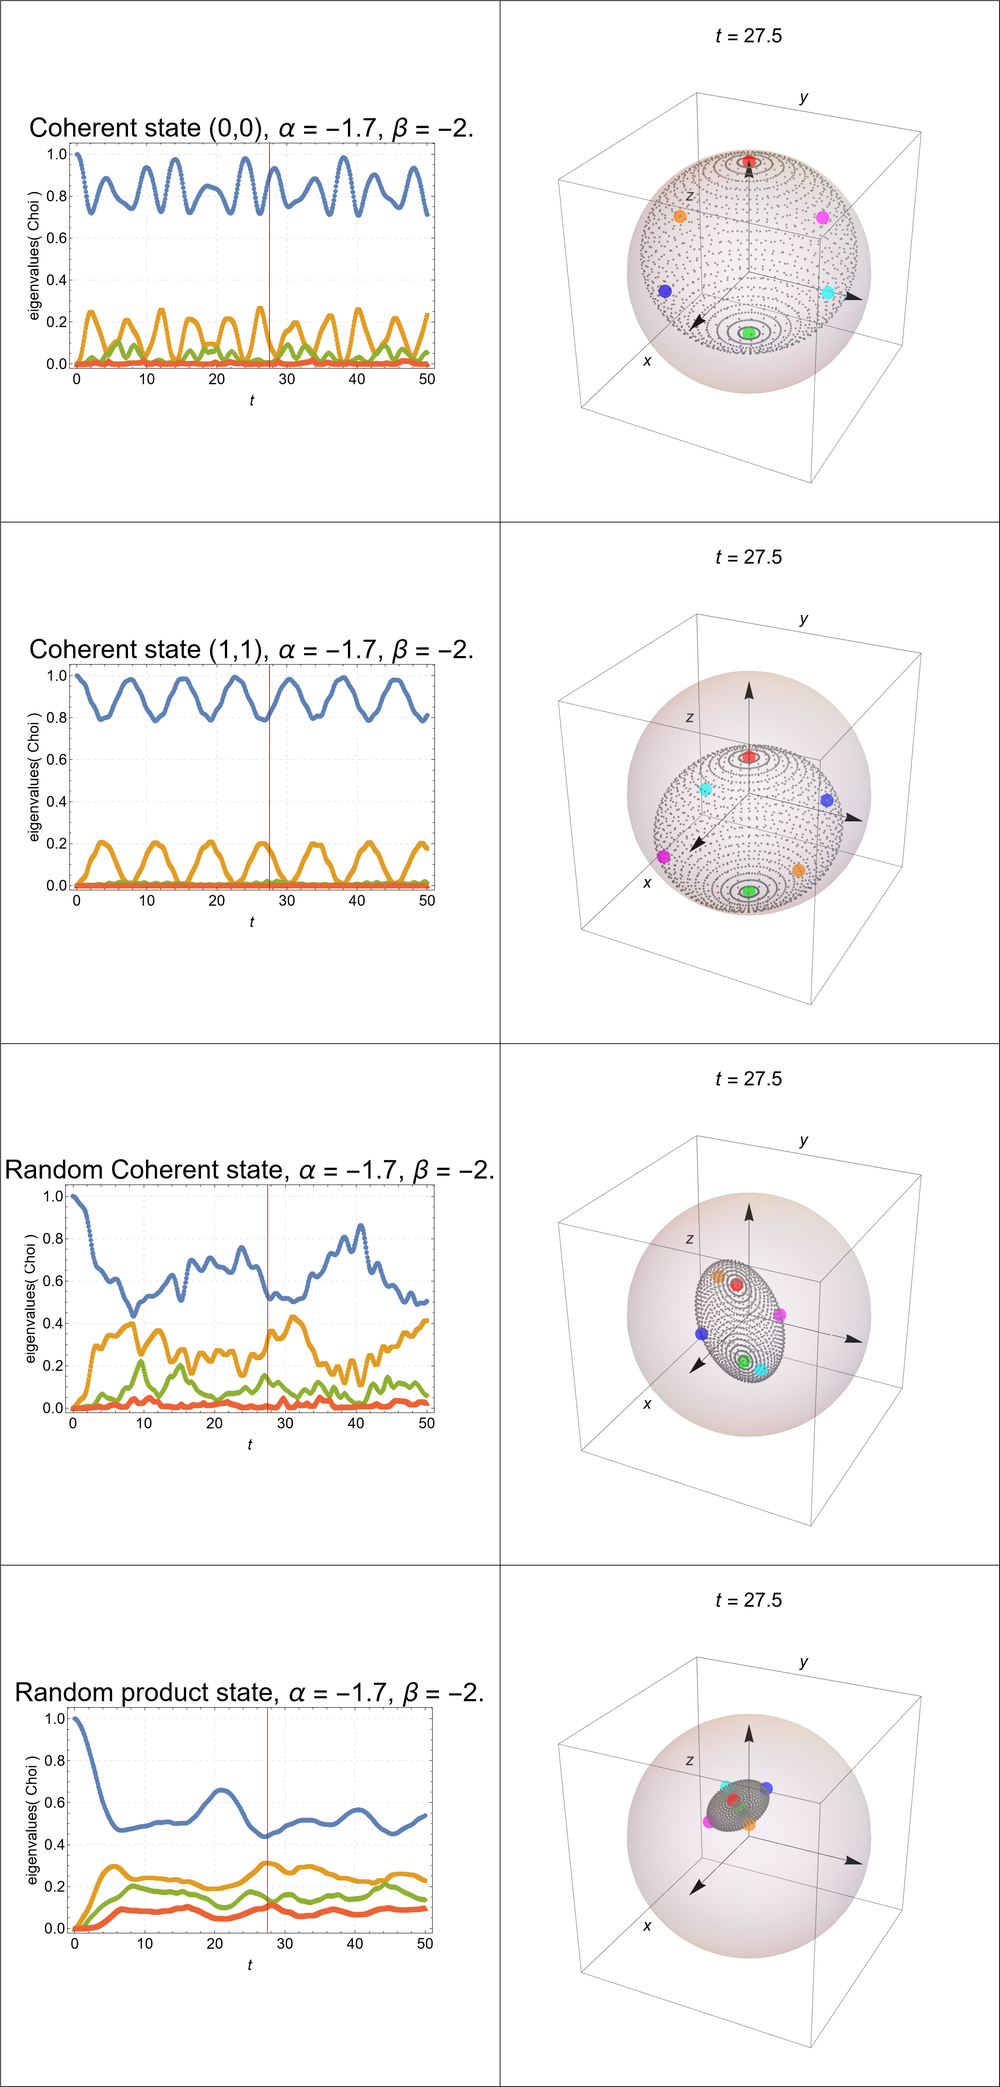 t = 27.5
y
Coherent state (0,0), α = −1.7, β = −2.
z
x
eigenvalues( Choi )
1.0
0.8
0.6
0.4
0.2
0.0
0 10 20 30 40 50
t
t = 27.5
y
Coherent state (1,1), α = −1.7, β = −2.
z
x
eigenvalues( Choi )
1.0
0.8
0.6
0.4
0.2
0.0
0 10 20 30 40 50
t
t = 27.5
y
Random Coherent state, α = −1.7, β = −2.
z
x
eigenvalues( Choi )
1.0
0.8
0.6
0.4
0.2
0.0
0 10 20 30 40 50
t
t = 27.5
y
Random product state, α = −1.7, β = −2.
z
x
eigenvalues( Choi )
1.0
0.8
0.6
0.4
0.2
0.0
0 10 20 30 40 50
t